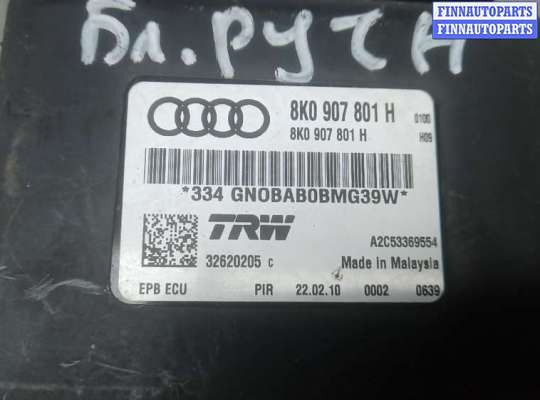 FINNAUTOPARTS
FINNAUTOPARTS
Бл. РУЧН
8K0 907 801 H 0100
8K0 907 801 H H09
*334 GNOBAB0BMG39W*
TRW
A2C53369554
32620205 C Made in Malaysia
EPB ECU PIR 22.02.10 0002 0639